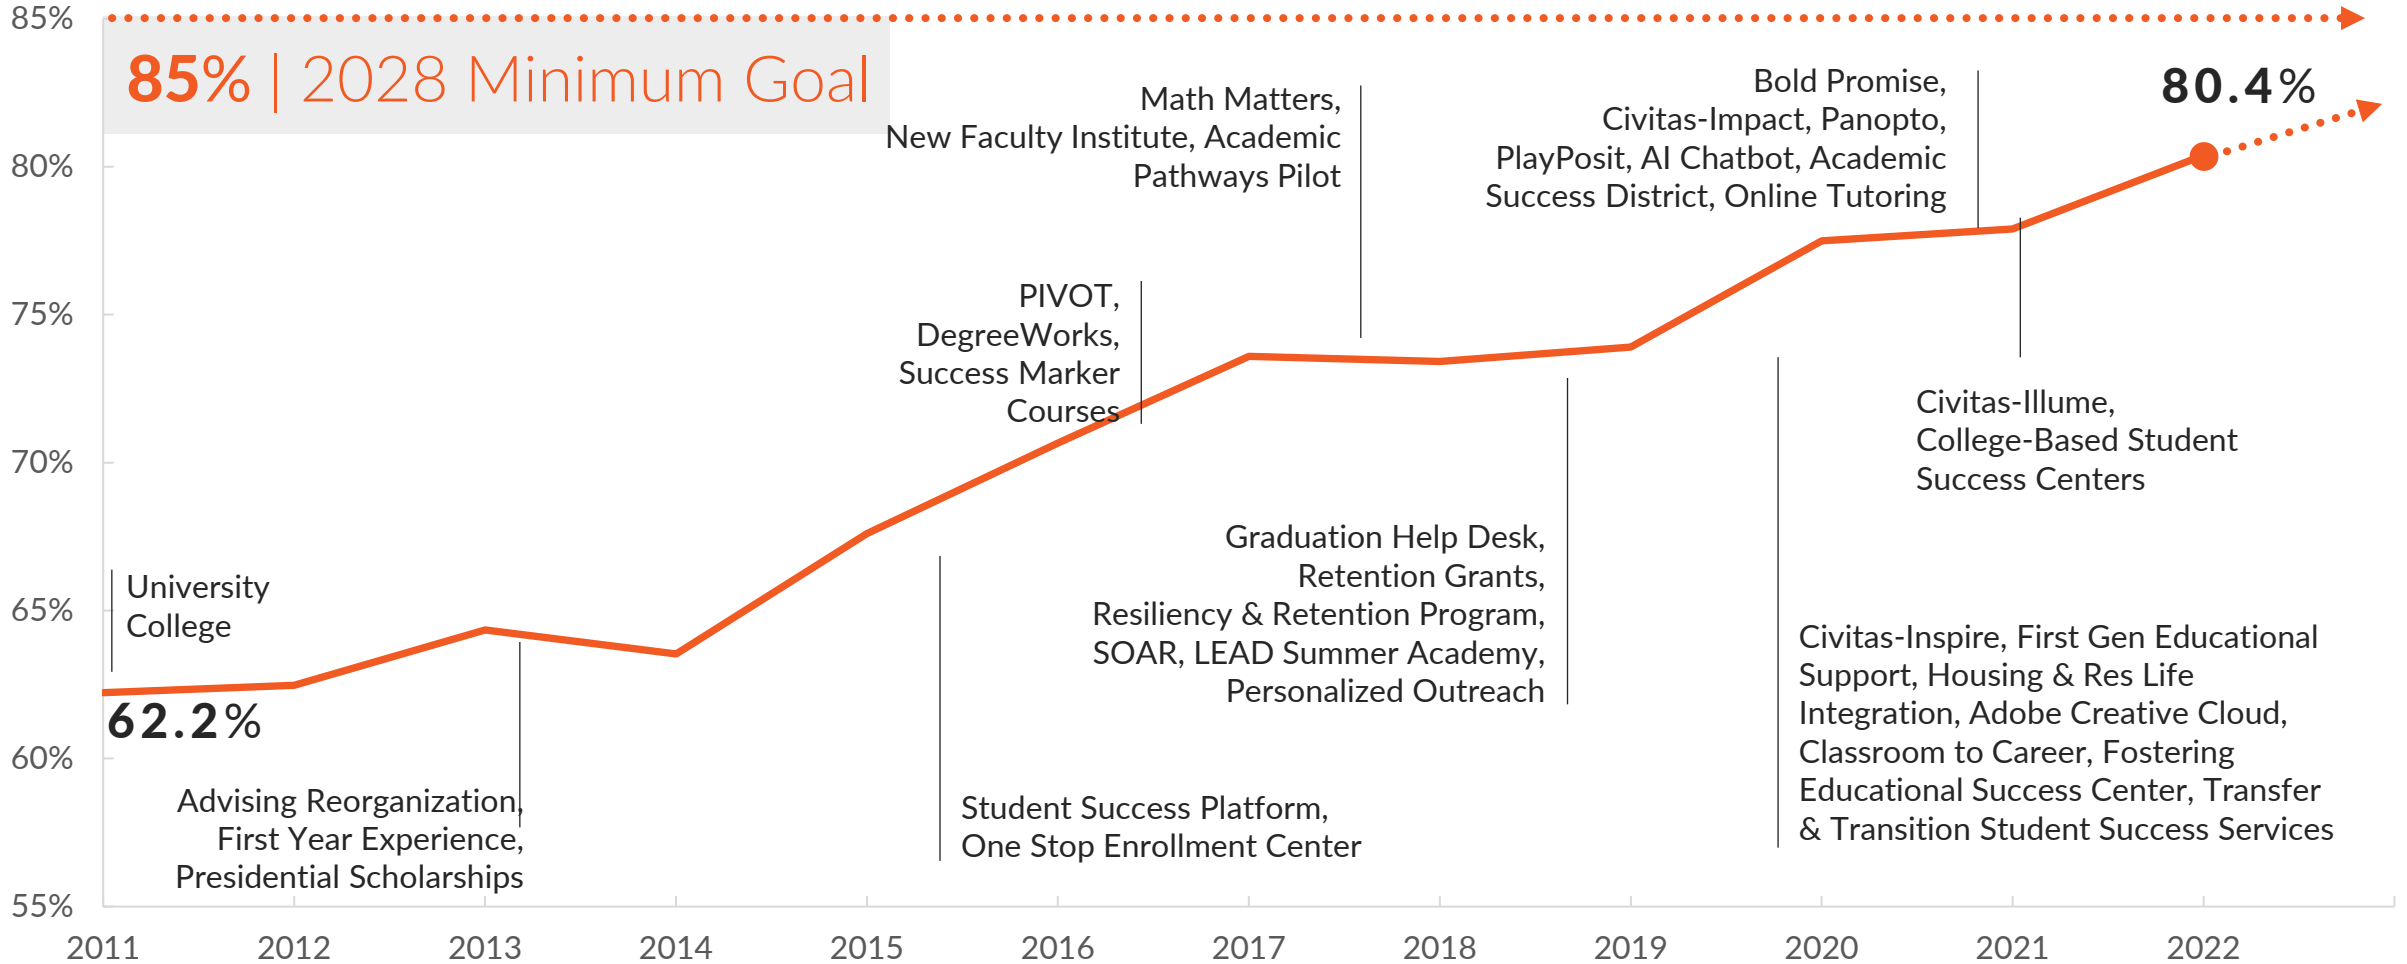 85%
85% | 2028 Minimum Goal
80%
75%
70%
65%
60%
55%
University
College
62.2%
Advising Reorganization,
First Year Experience,
Presidential Scholarships
Student Success Platform,
One Stop Enrollment Center
PIVOT,
DegreeWorks,
Success Marker
Courses
Math Matters,
New Faculty Institute, Academic
Pathways Pilot
Graduation Help Desk,
Retention Grants,
Resiliency & Retention Program,
SOAR, LEAD Summer Academy,
Personalized Outreach
Bold Promise,
Civitas-Impact, Panopto,
PlayPosit, AI Chatbot, Academic
Success District, Online Tutoring
Civitas-Inspire, First Gen Educational
Support, Housing & Res Life
Integration, Adobe Creative Cloud,
Classroom to Career, Fostering
Educational Success Center, Transfer
& Transition Student Success Services
Civitas-Illume,
College-Based Student
Success Centers
80.4%
2011 2012 2013 2014 2015 2016 2017 2018 2019 2020 2021 2022